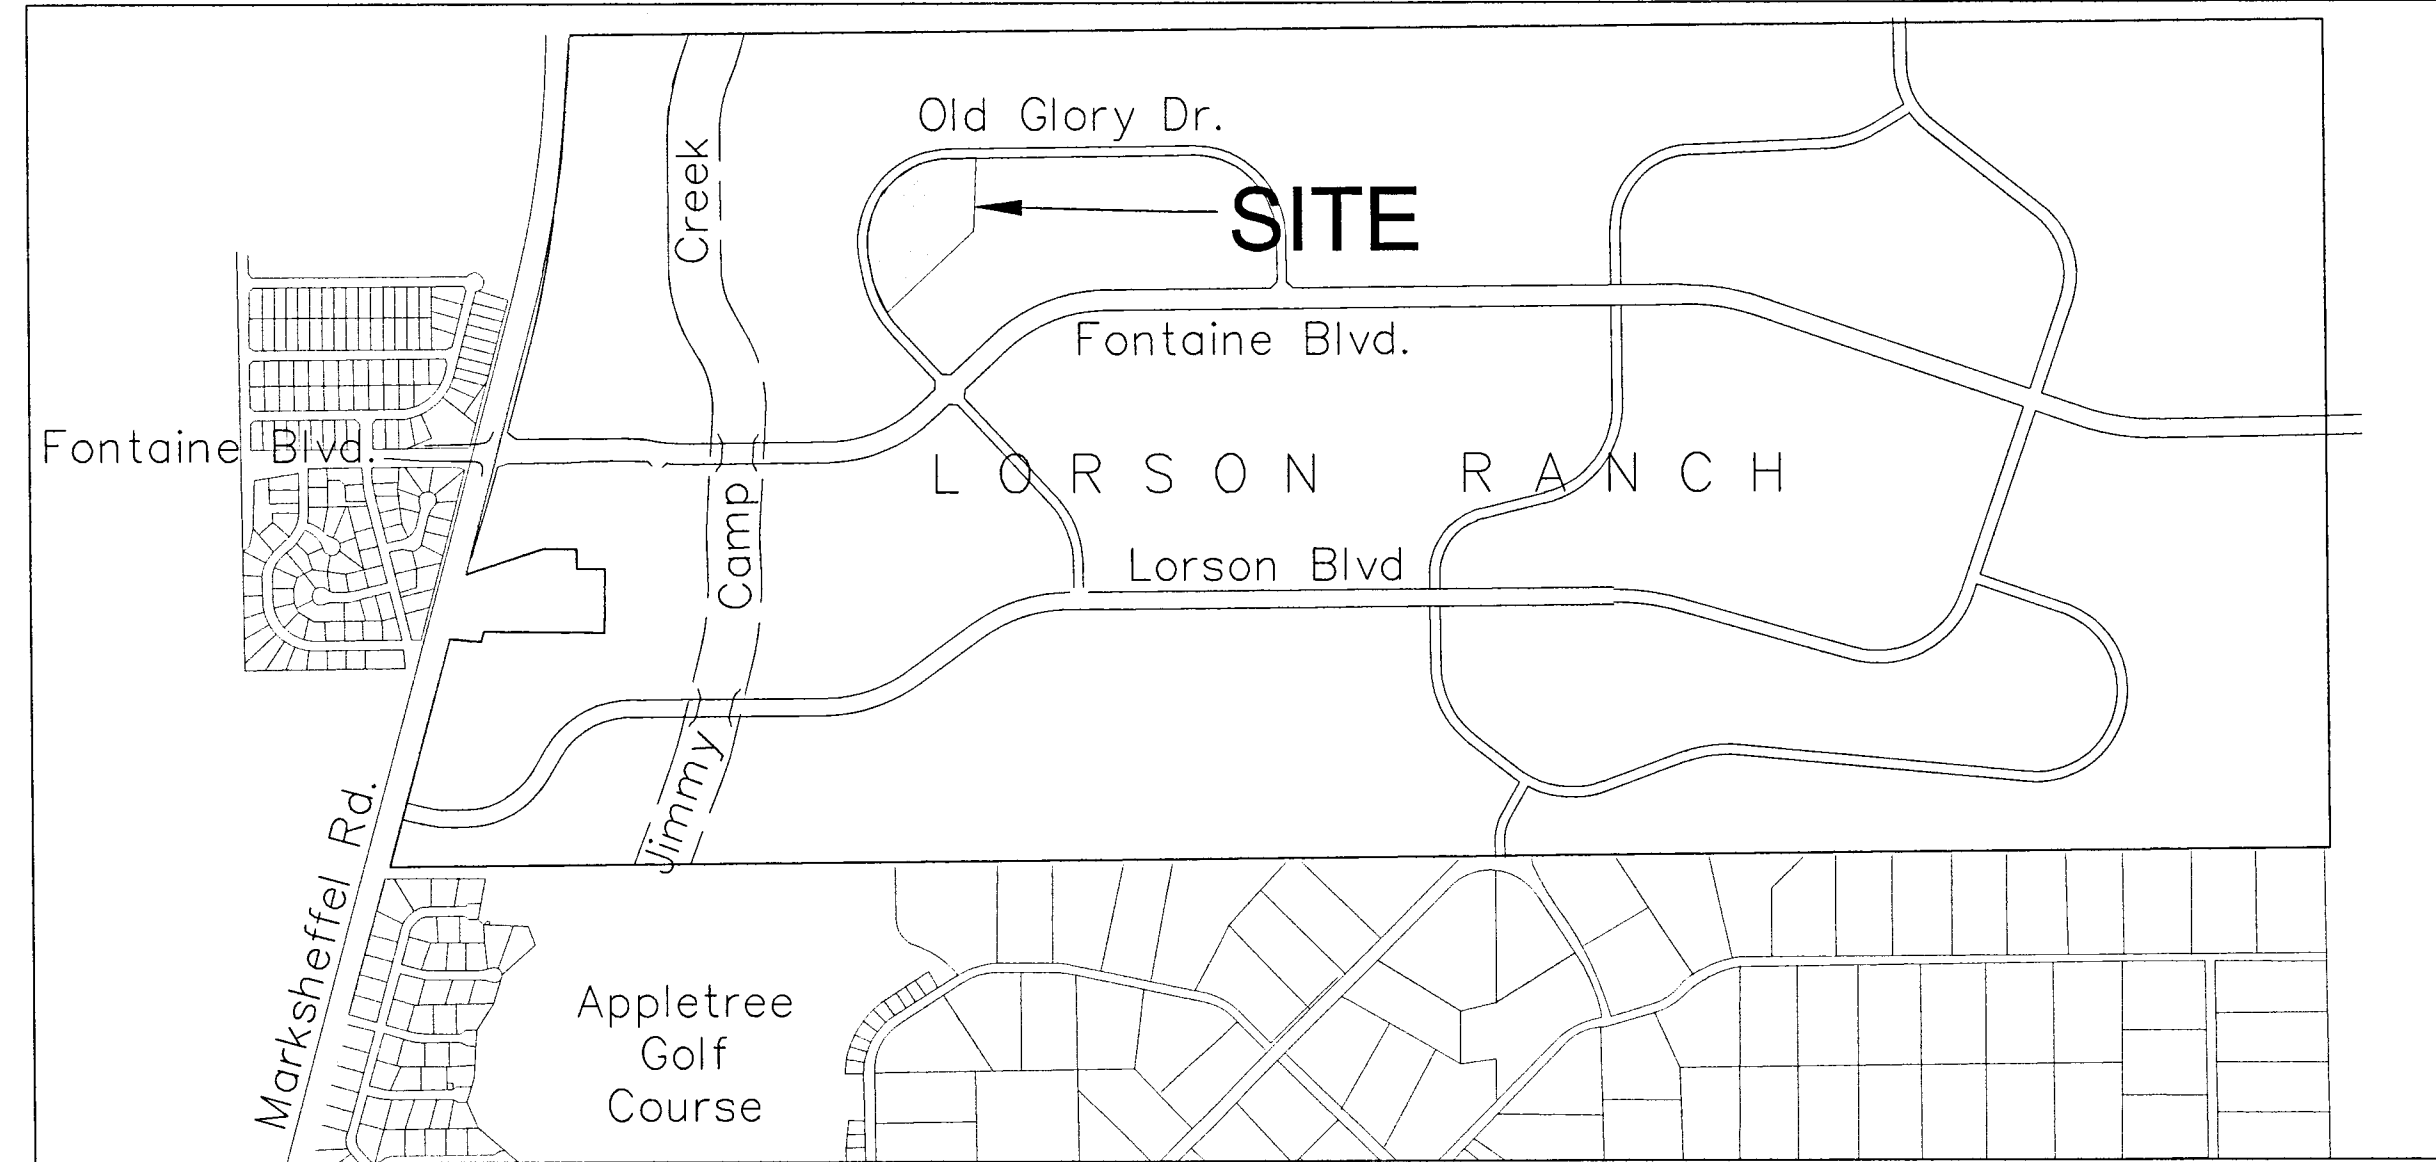 Old Glory Dr.
Creek
SITE
Fontaine Blvd.
Fontaine Blvd.
LORSON RANCH
Camp
Lorson Blvd
Jimmy
Marksheffel Rd.
Appletree
Golf
Course